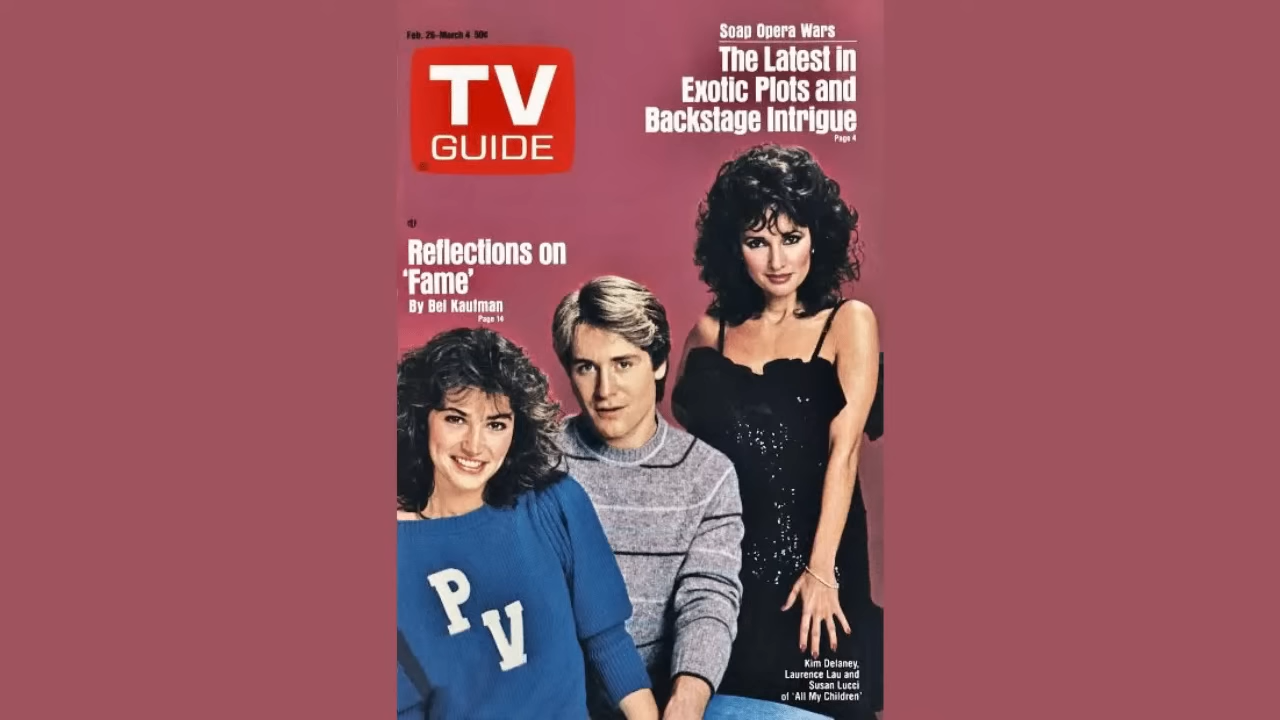 Feb. 26-March 4 50¢
TV
GUIDE
Soap Opera Wars
The Latest in
Exotic Plots and
Backstage Intrigue
Page 4
Reflections on
'Fame'
By Bel Kaufman
Page 14
P
V
Kim Delaney,
Laurence Lau and
Susan Lucci
of 'All My Children'